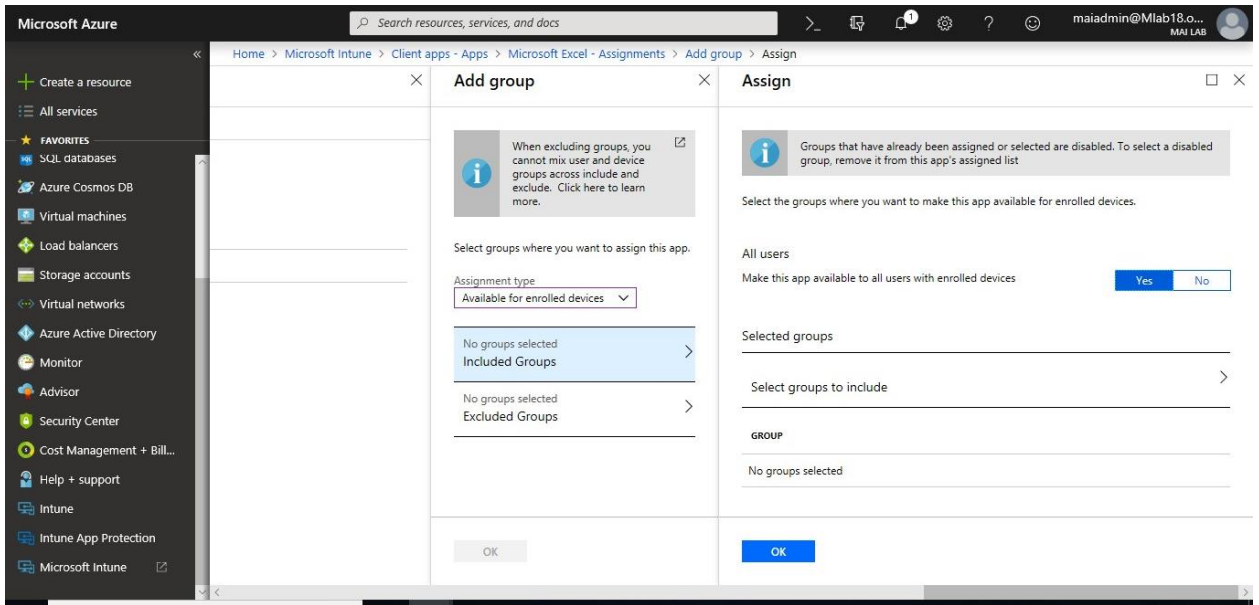 Microsoft Azure
Search resources, services, and docs
1
maiadmin@Mlab18.o...
MAI LAB
Home > Microsoft Intune > Client apps - Apps > Microsoft Excel - Assignments > Add group > Assign
Create a resource
All services
FAVORITES
SQL databases
Azure Cosmos DB
Virtual machines
Load balancers
Storage accounts
Virtual networks
Azure Active Directory
Monitor
Advisor
Security Center
Cost Management + Bill...
Help + support
Intune
Intune App Protection
Microsoft Intune
Add group
When excluding groups, you
cannot mix user and device
groups across include and
exclude. Click here to learn
more.
Select groups where you want to assign this app.
Assignment type
Available for enrolled devices
No groups selected
Included Groups
No groups selected
Excluded Groups
OK
Assign
Groups that have already been assigned or selected are disabled. To select a disabled
group, remove it from this app's assigned list
Select the groups where you want to make this app available for enrolled devices.
All users
Make this app available to all users with enrolled devices
Yes No
Selected groups
Select groups to include
GROUP
No groups selected
OK